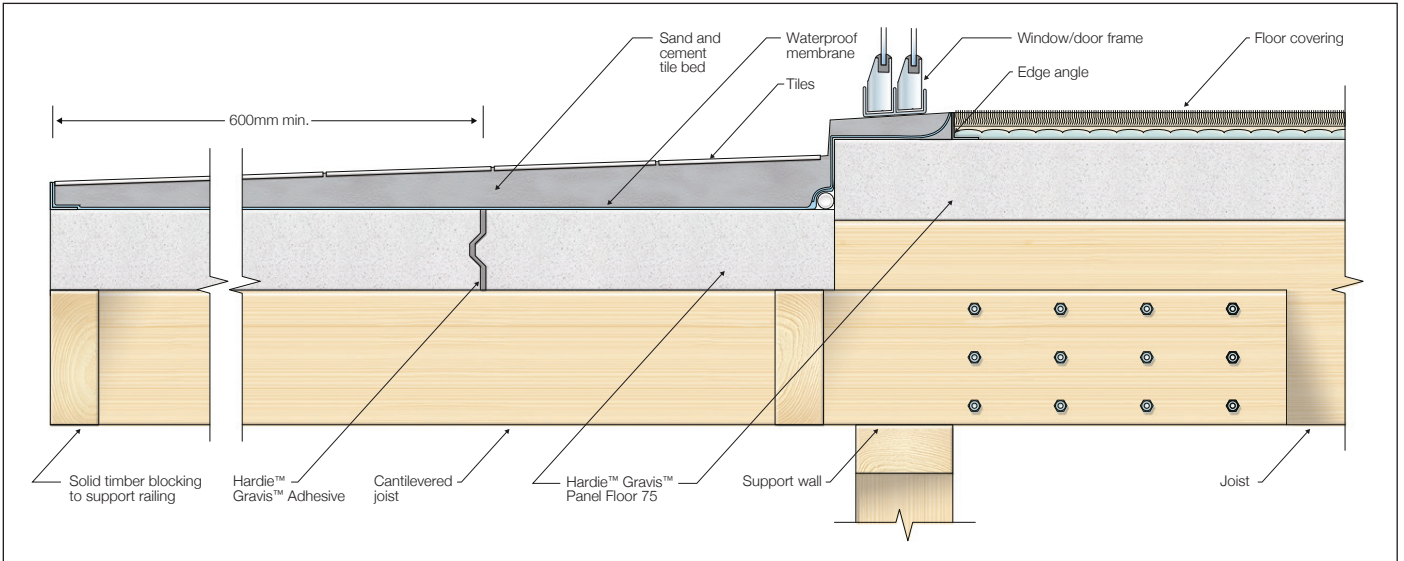 Sand and
cement
tile bed
Waterproof
membrane
Tiles
Window/door frame
Edge angle
Floor covering
600mm min.
Solid timber blocking
to support railing
Hardie™
Gravis™ Adhesive
Cantilevered
joist
Hardie™ Gravis™
Panel Floor 75
Support wall
Joist